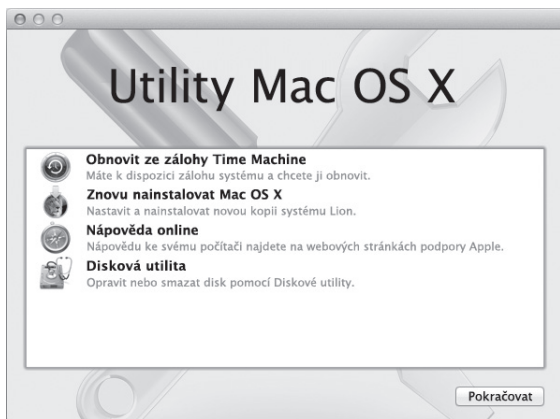 Utility Mac OS X
Obnovit ze zálohy Time Machine
Máte k dispozici zálohu systému a chcete ji obnovit.
Znovu nainstalovat Mac OS X
Nastavit a nainstalovat novou kopii systému Lion.
Nápověda online
Nápovědu ke svému počítači najdete na webových stránkách podpory Apple.
Disková utilita
Opravit nebo smazat disk pomocí Diskové utility.
Pokračovat